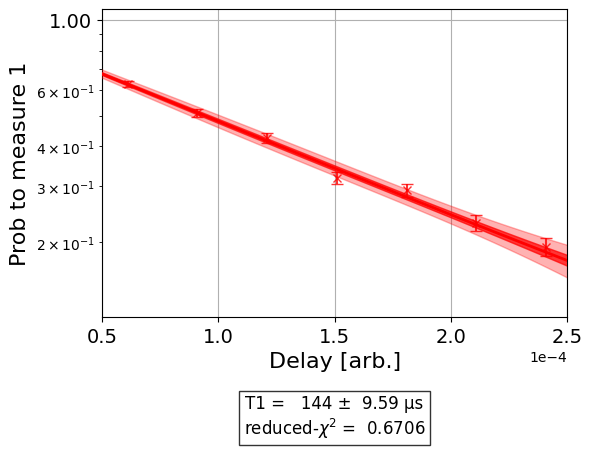 Prob to measure 1
1.00
6 × 10⁻¹
4 × 10⁻¹
3 × 10⁻¹
2 × 10⁻¹
0.5 1.0 1.5 2.0 2.5
Delay [arb.]
1e−4
T1 = 144 ± 9.59 µs
reduced-χ² = 0.6706